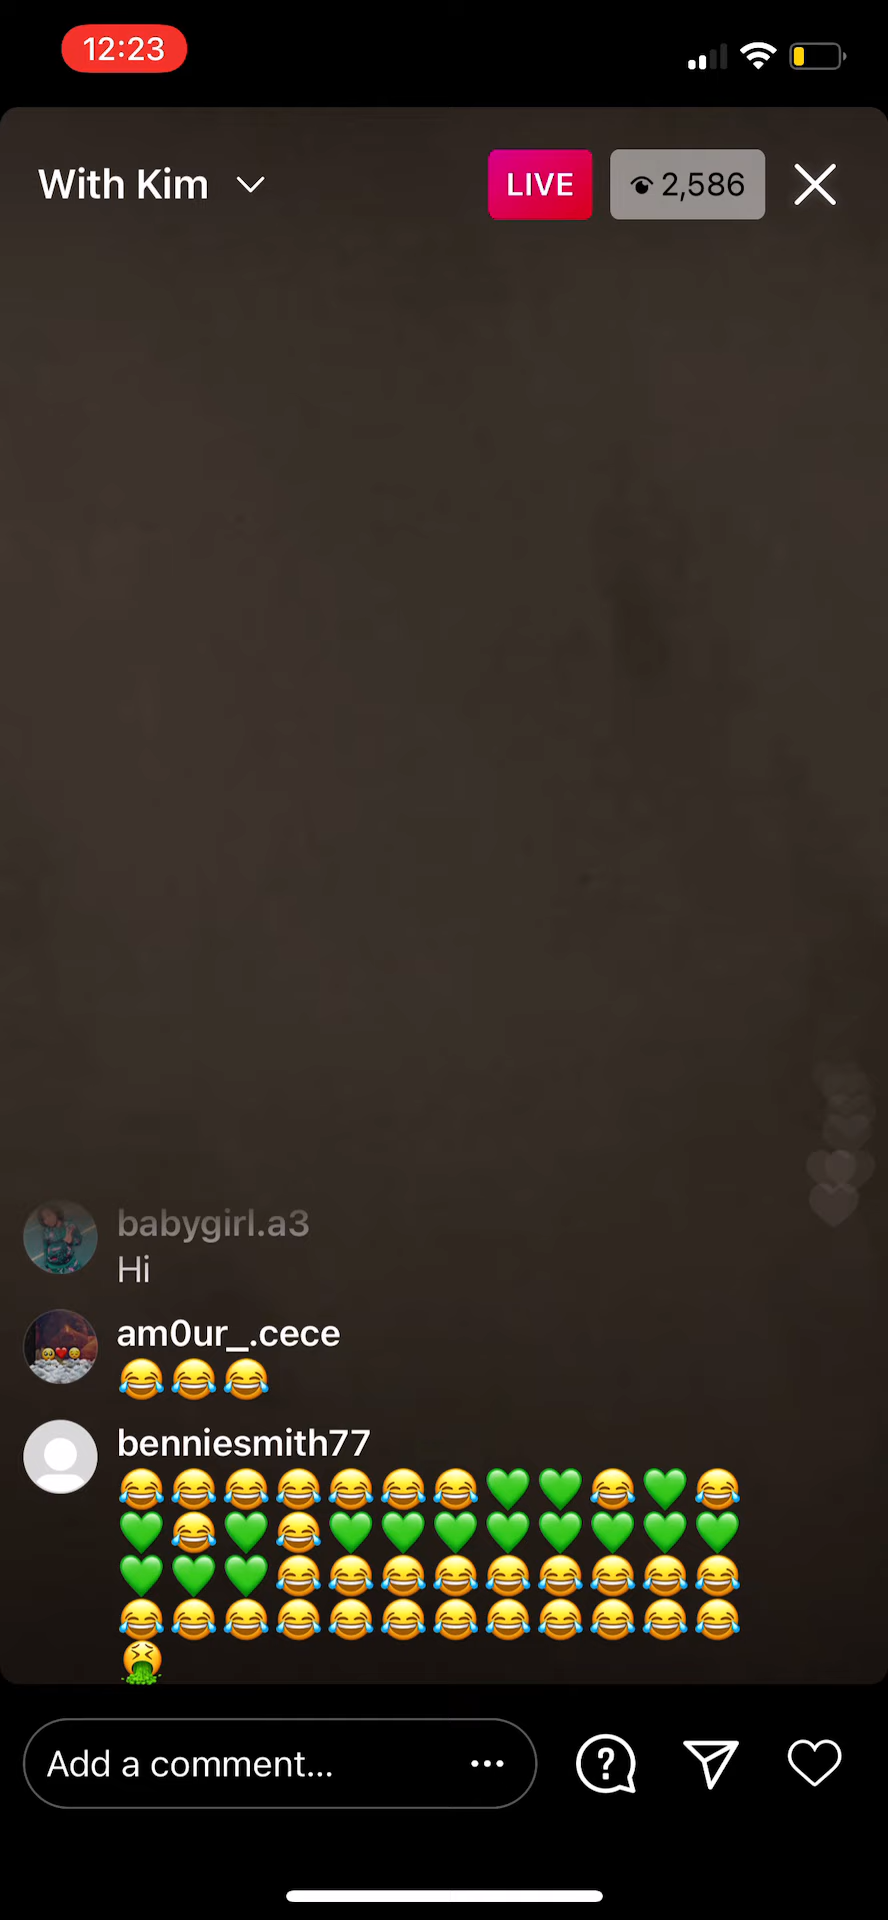 12:23
With Kim
LIVE 2,586
babygirl.a3
Hi
am0ur_.cece
😂😂😂
benniesmith77
😂😂😂😂😂😂😂💚💚😂💚😂
💚😂💚😂💚💚💚💚💚💚💚💚
💚💚💚😂😂😂😂😂😂😂😂😂
😂😂😂😂😂😂😂😂😂😂😂😂
🤮
Add a comment...